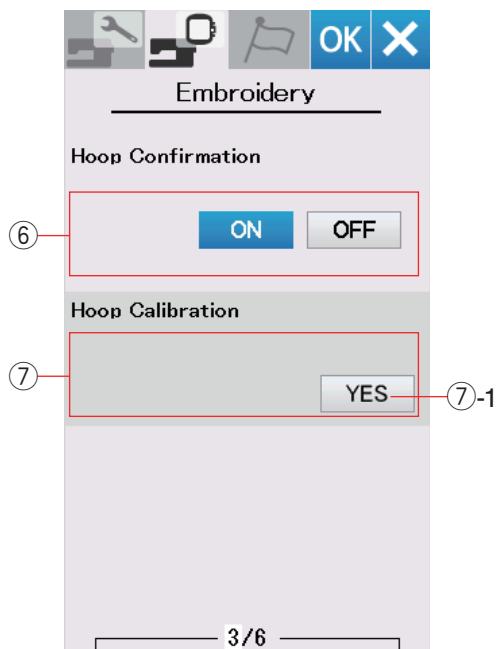 OK X
Embroidery
Hoop Confirmation
⑥
ON OFF
Hoop Calibration
⑦
YES
⑦-1
3/6